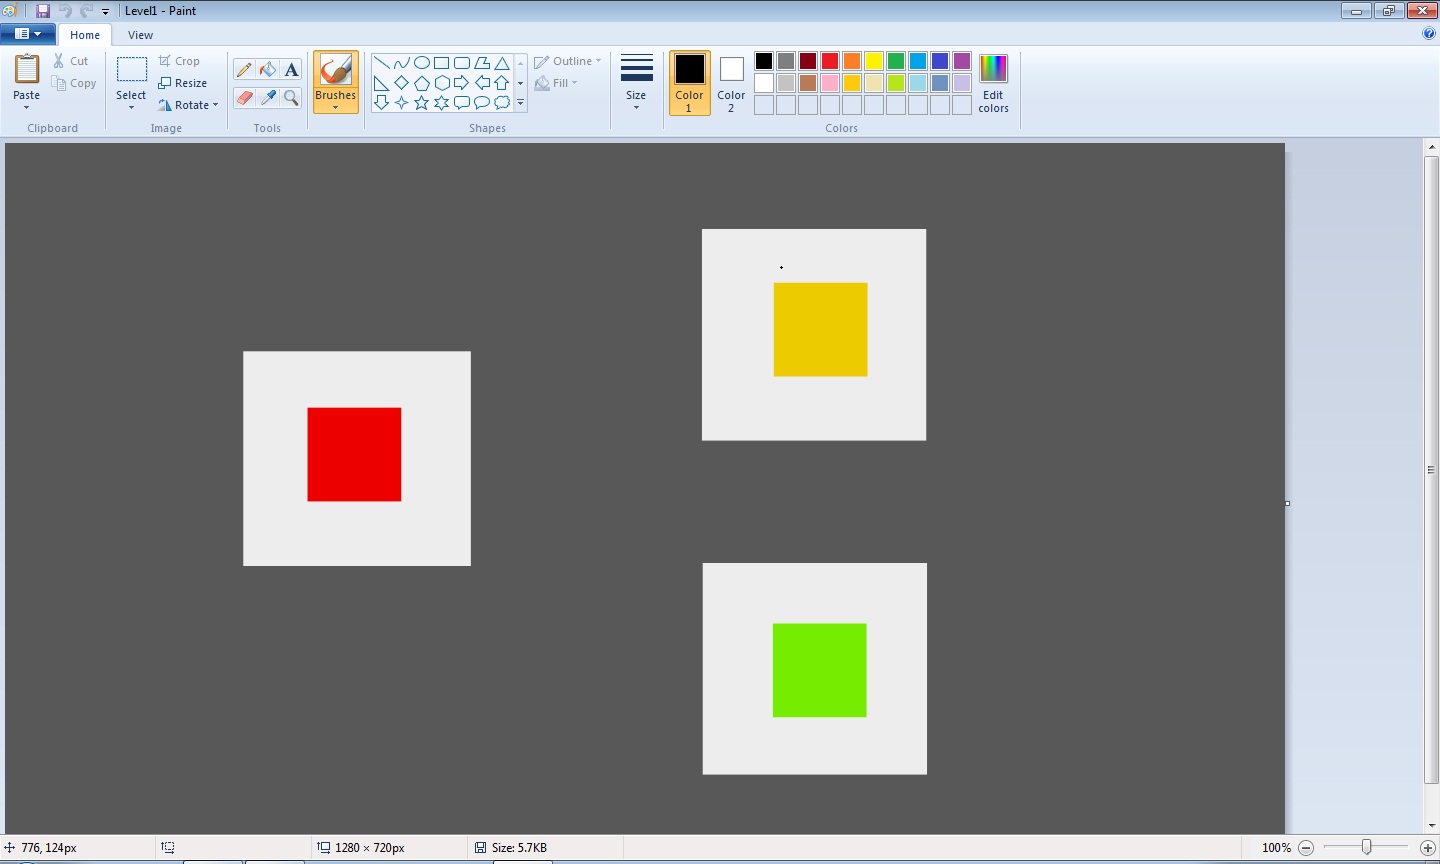 Level1 - Paint
Home View
Paste
Cut
Copy
Clipboard
Select
Crop
Resize
Rotate
Image
A
Tools
Brushes
Outline
Fill
Shapes
Size
Color
1
Color
2
Edit
colors
Colors
776, 124px
1280 × 720px
Size: 5.7KB
100%